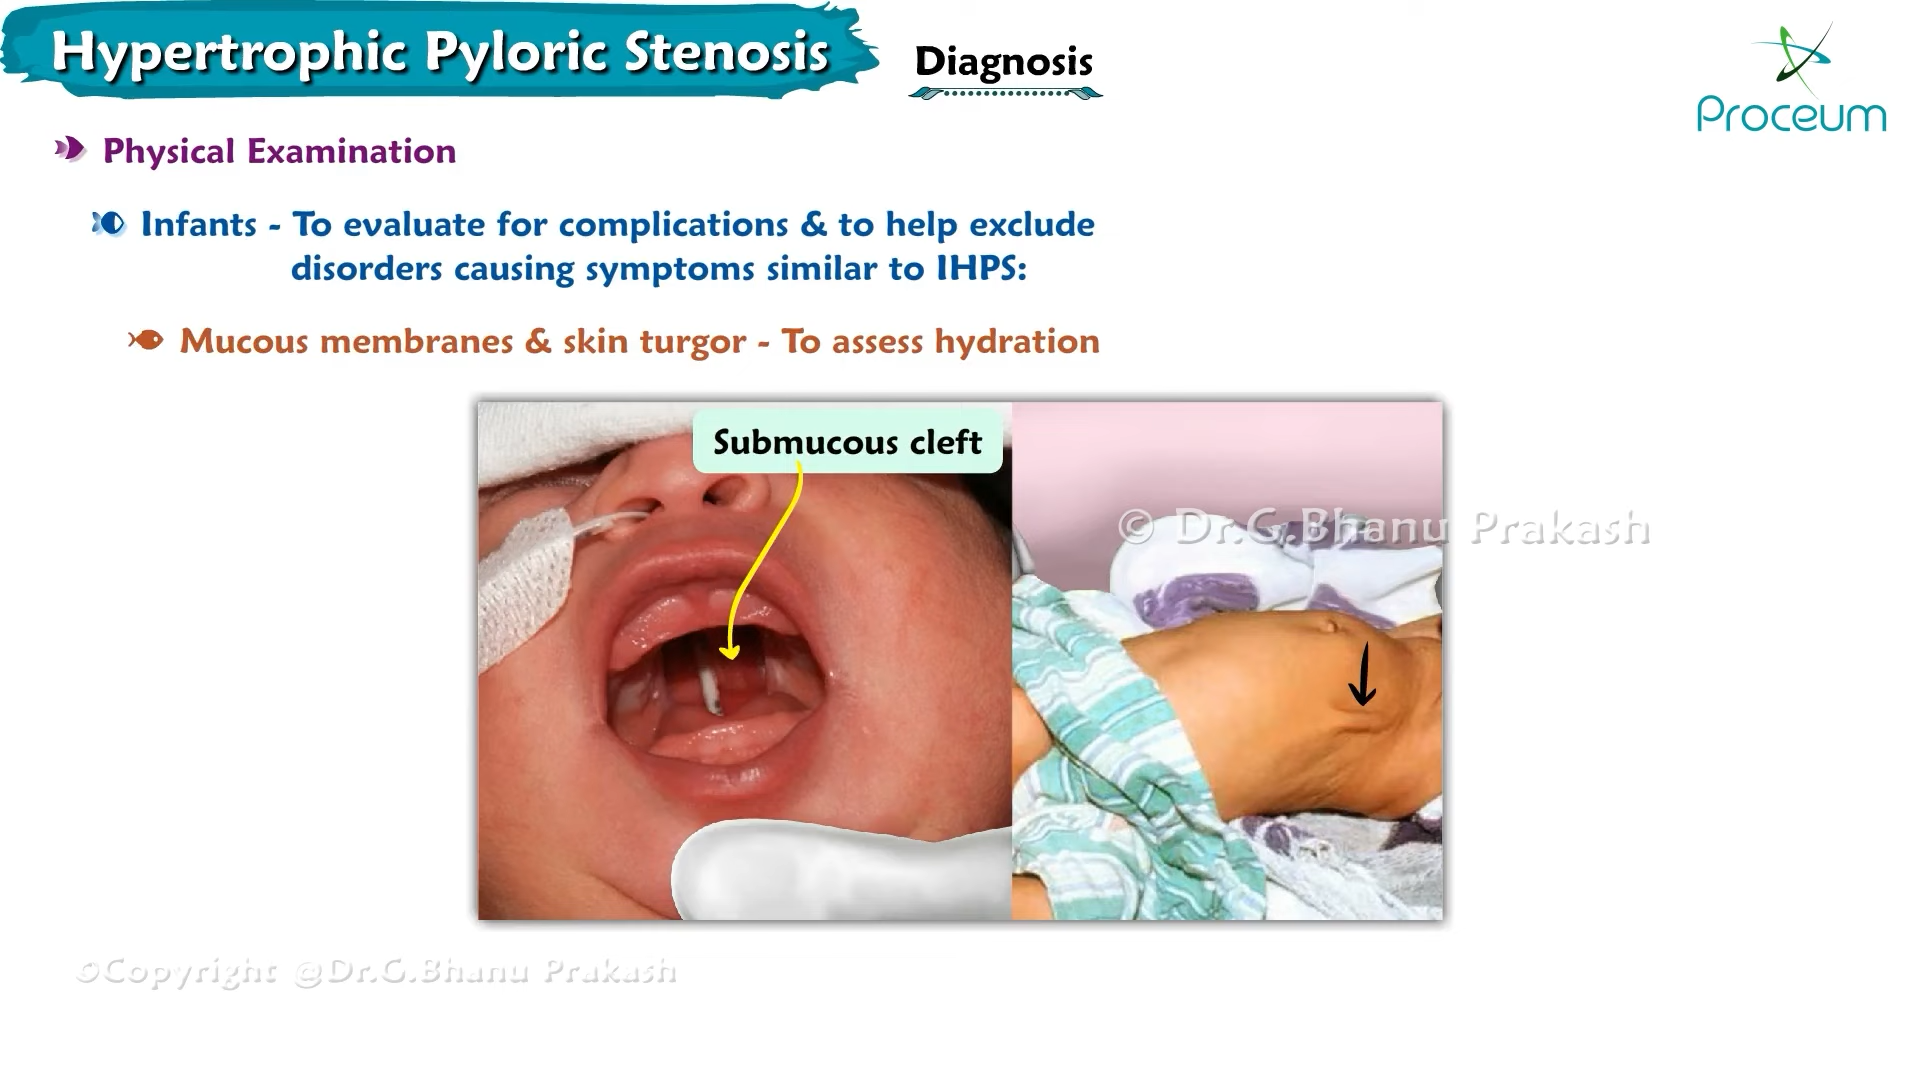 Hypertrophic Pyloric Stenosis
Diagnosis
Proceum
Physical Examination
Infants - To evaluate for complications & to help exclude
disorders causing symptoms similar to IHPS:
Mucous membranes & skin turgor - To assess hydration
Submucous cleft
© Dr.G.Bhanu Prakash
©Copyright @Dr.G.Bhanu Prakash